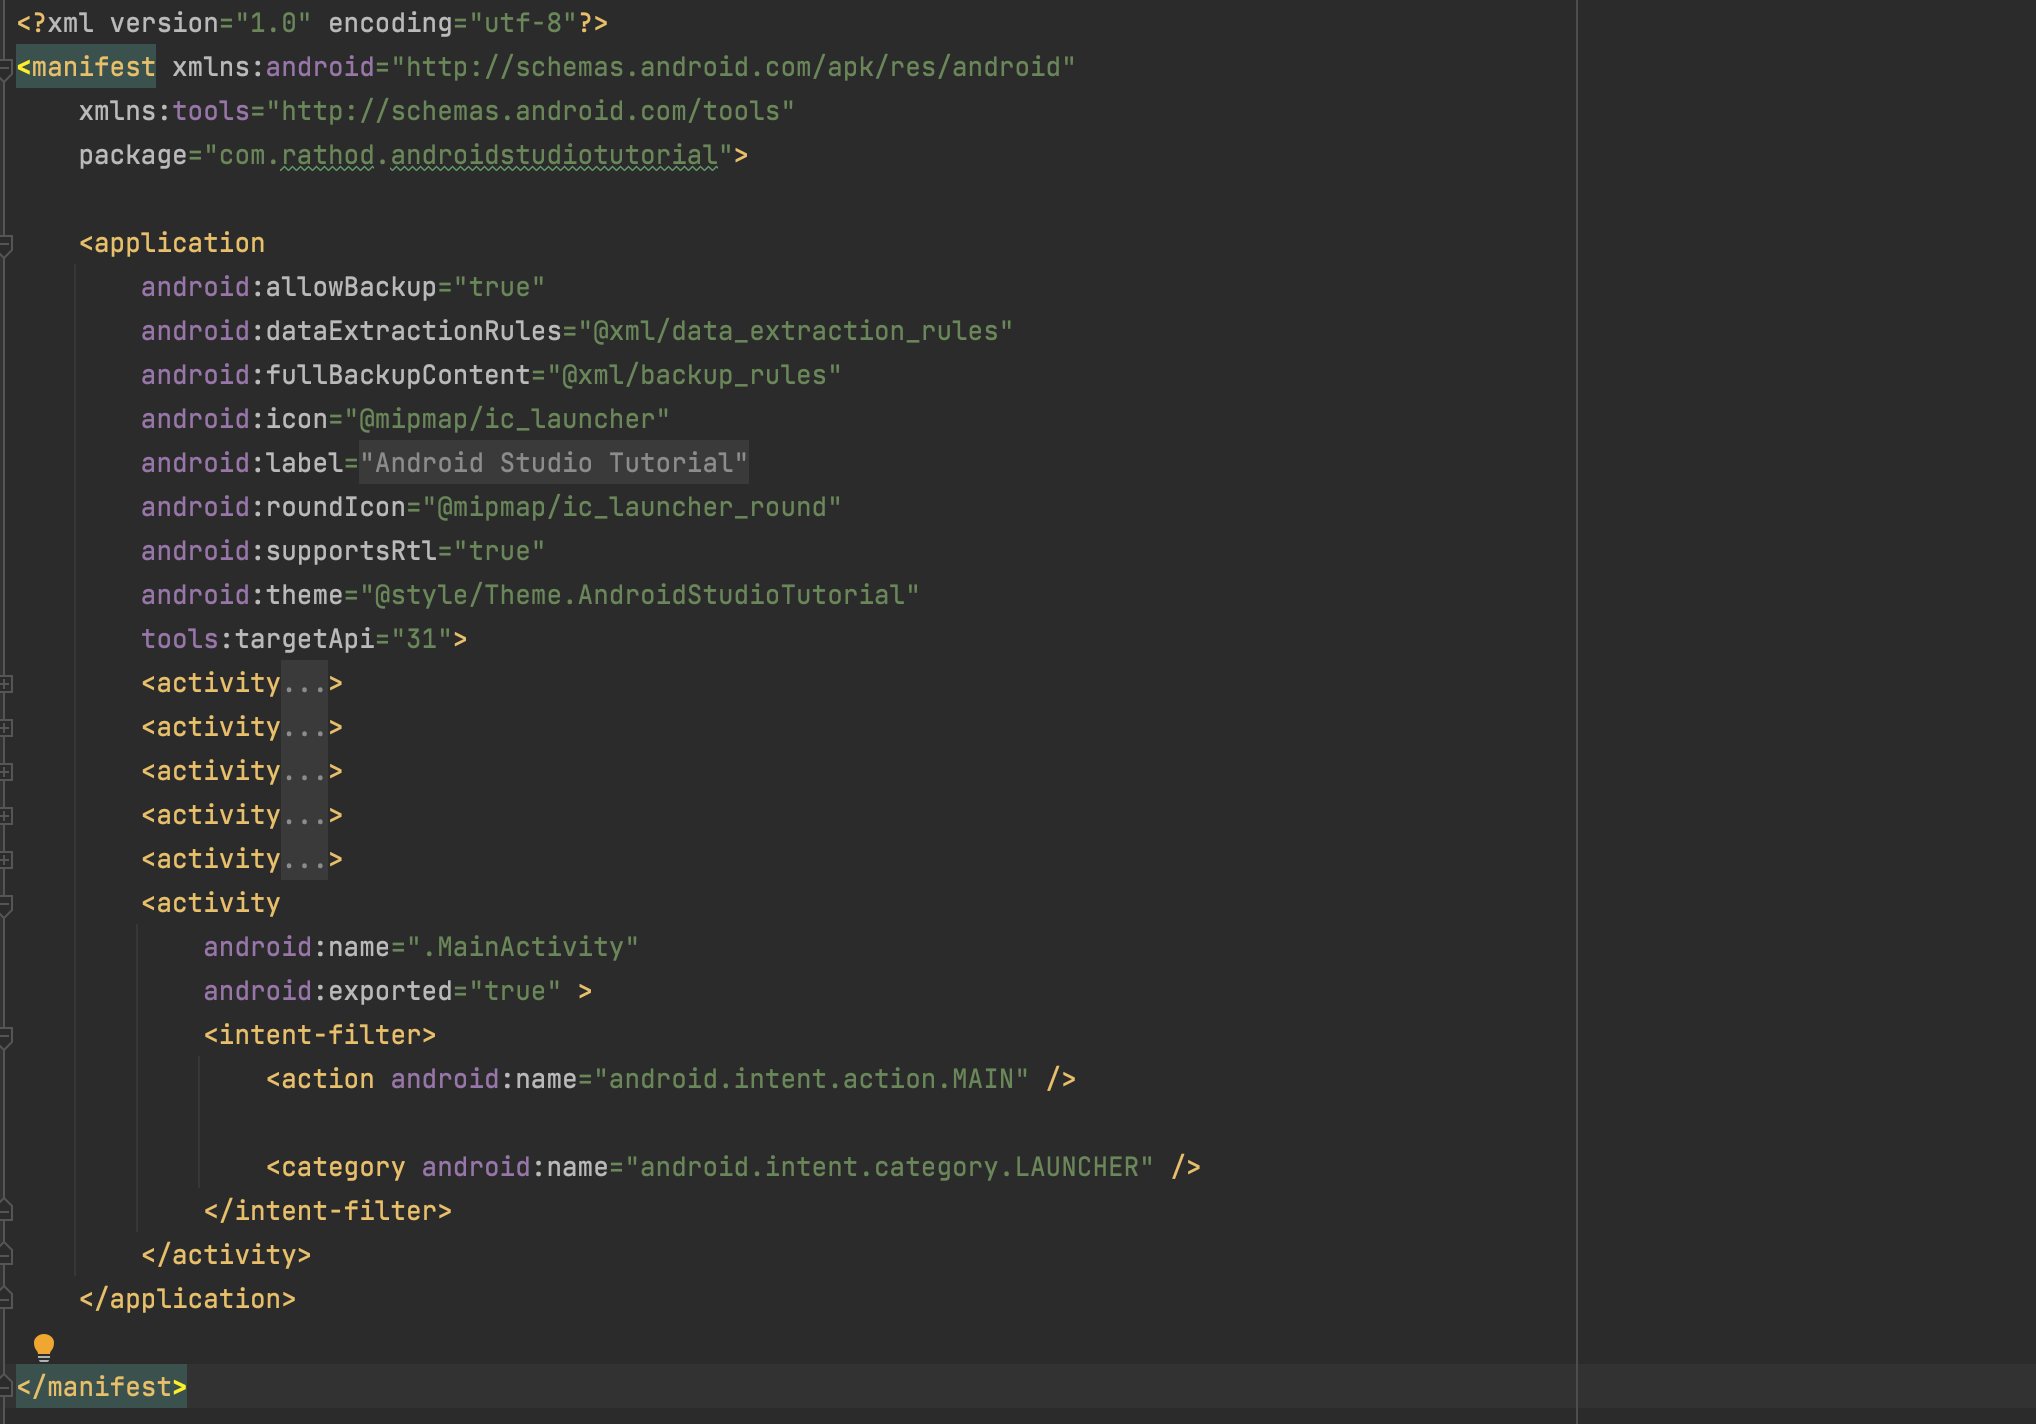 <?xml version="1.0" encoding="utf-8"?>
<manifest xmlns:android="http://schemas.android.com/apk/res/android"
    xmlns:tools="http://schemas.android.com/tools"
    package="com.rathod.androidstudiotutorial">

    <application
        android:allowBackup="true"
        android:dataExtractionRules="@xml/data_extraction_rules"
        android:fullBackupContent="@xml/backup_rules"
        android:icon="@mipmap/ic_launcher"
        android:label="Android Studio Tutorial"
        android:roundIcon="@mipmap/ic_launcher_round"
        android:supportsRtl="true"
        android:theme="@style/Theme.AndroidStudioTutorial"
        tools:targetApi="31">
        <activity...>
        <activity...>
        <activity...>
        <activity...>
        <activity...>
        <activity
            android:name=".MainActivity"
            android:exported="true" >
            <intent-filter>
                <action android:name="android.intent.action.MAIN" />

                <category android:name="android.intent.category.LAUNCHER" />
            </intent-filter>
        </activity>
    </application>

</manifest>